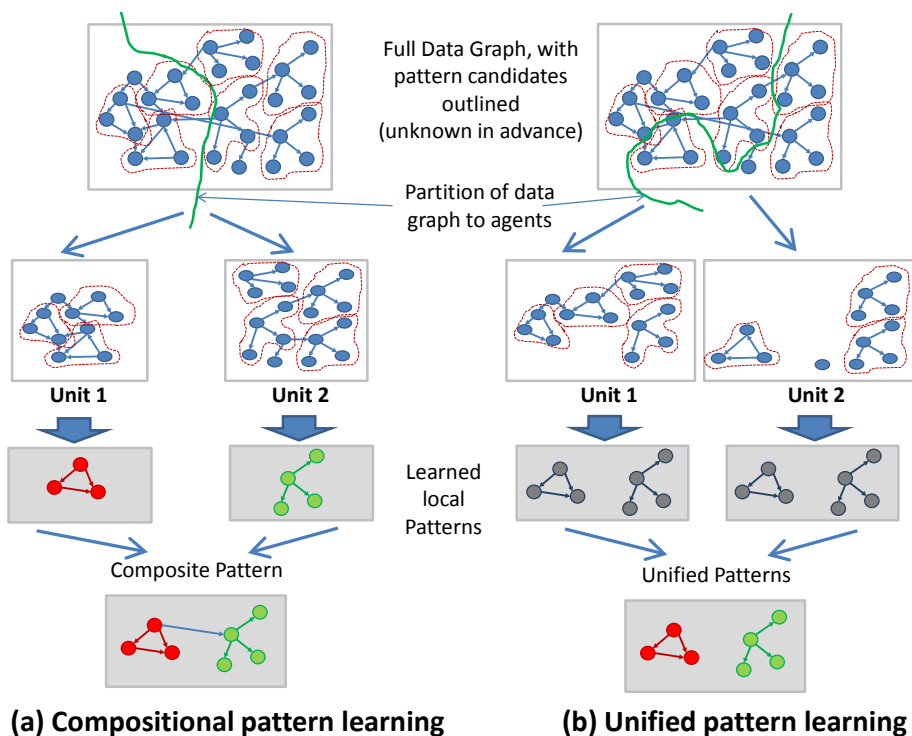 Full Data Graph, with
pattern candidates
outlined
(unknown in advance)
Partition of data
graph to agents
Unit 1
Unit 2
Unit 1
Unit 2
Learned
local
Patterns
Composite Pattern
Unified Patterns
(a) Compositional pattern learning
(b) Unified pattern learning